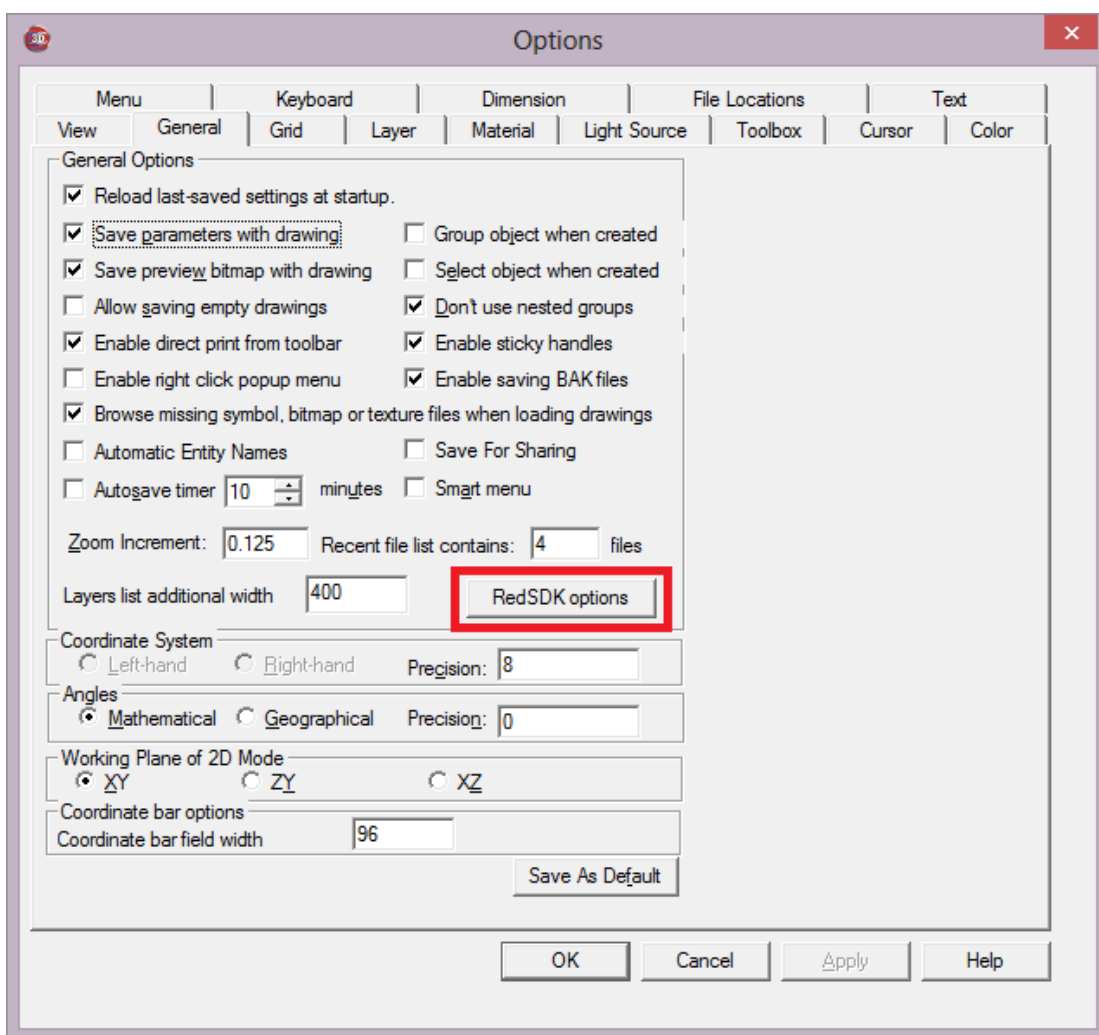 3D
Options
Menu Keyboard Dimension File Locations Text
View General Grid Layer Material Light Source Toolbox Cursor Color
General Options
Reload last-saved settings at startup.
Save parameters with drawing Group object when created
Save preview bitmap with drawing Select object when created
Allow saving empty drawings Don't use nested groups
Enable direct print from toolbar Enable sticky handles
Enable right click popup menu Enable saving BAK files
Browse missing symbol, bitmap or texture files when loading drawings
Automatic Entity Names Save For Sharing
Autosave timer 10 minutes Smart menu
Zoom Increment: 0.125 Recent file list contains: 4 files
Layers list additional width 400 RedSDK options
Coordinate System
Left-hand Right-hand Precision: 8
Angles
Mathematical Geographical Precision: 0
Working Plane of 2D Mode
XY ZY XZ
Coordinate bar options
Coordinate bar field width 96
Save As Default
OK Cancel Apply Help